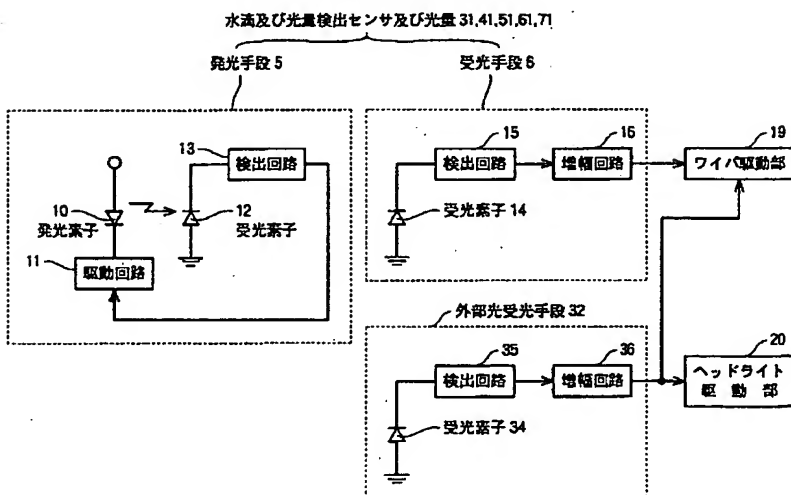 水滴及び光量検出センサ及び光量 31,41,51,61,71
発光手段 5
受光手段 6
13
検出回路
10
発光素子
12
受光素子
11
駆動回路
15
検出回路
16
増幅回路
受光素子 14
19
ワイパ駆動部
外部光受光手段 32
35
検出回路
36
増幅回路
受光素子 34
20
ヘッドライト
駆動部